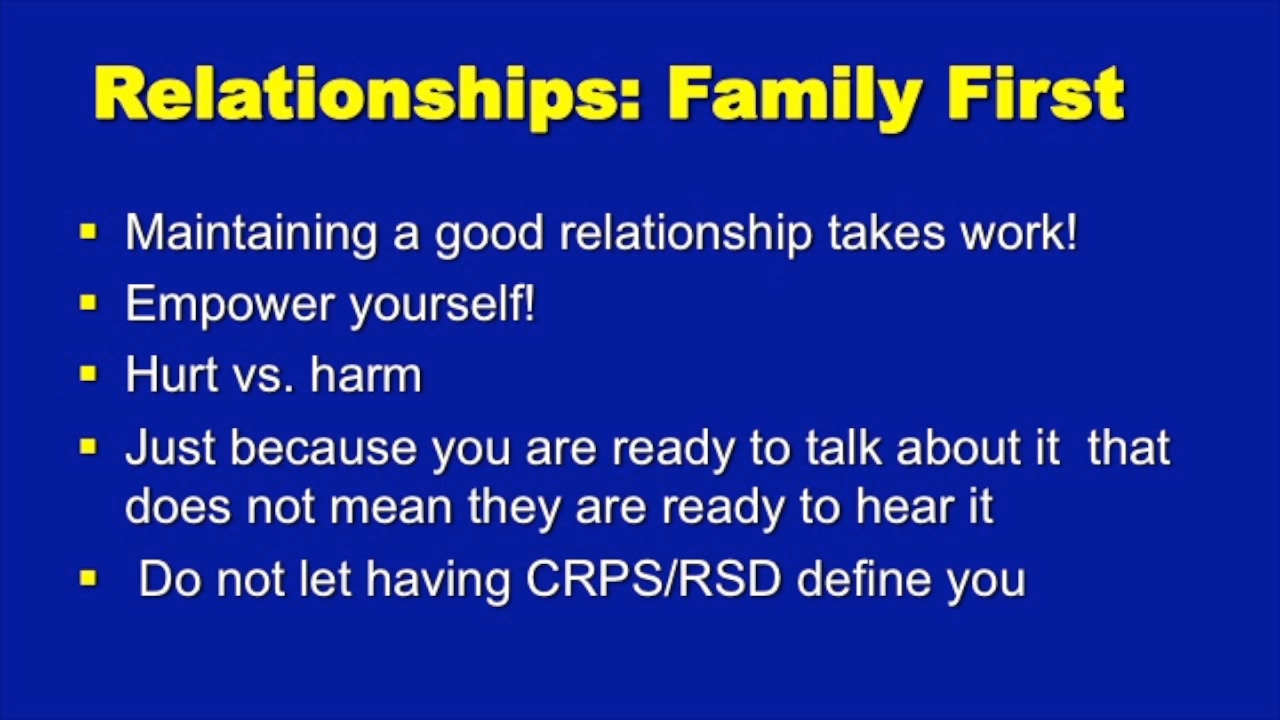 Relationships: Family First
▪ Maintaining a good relationship takes work!
▪ Empower yourself!
▪ Hurt vs. harm
▪ Just because you are ready to talk about it  that
does not mean they are ready to hear it
▪ Do not let having CRPS/RSD define you